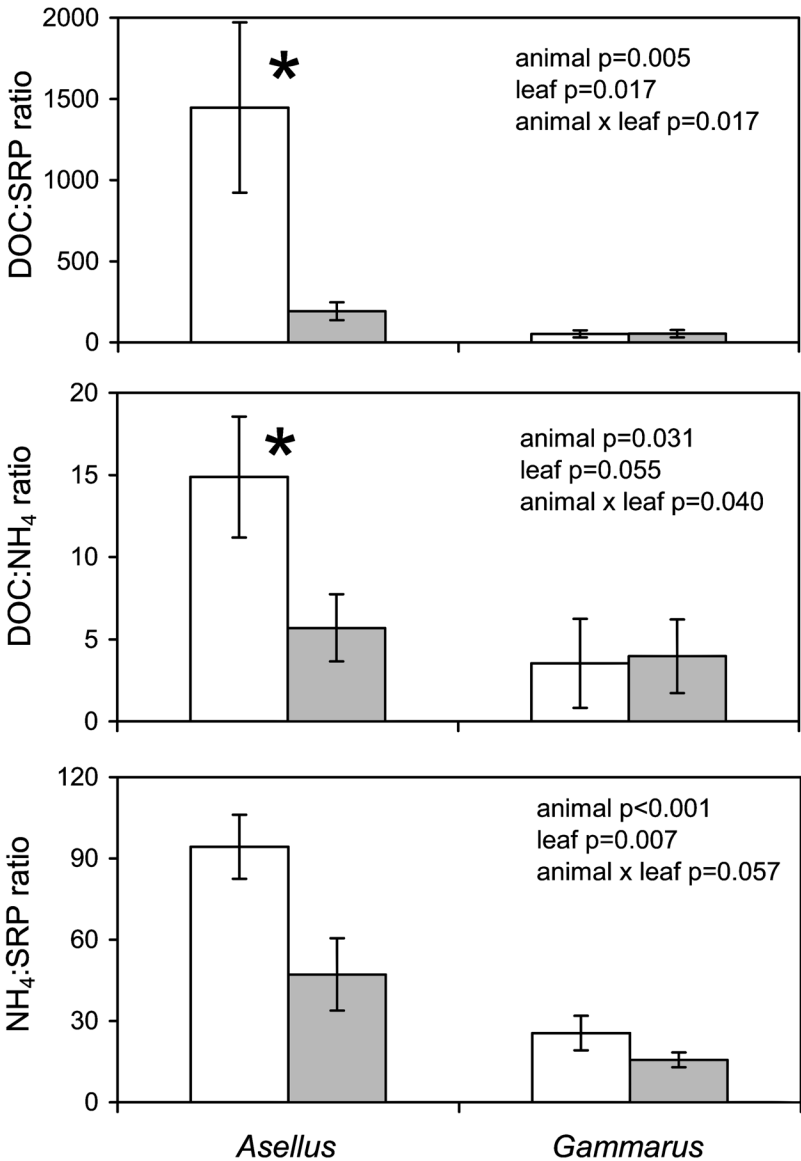 2000
1500
1000
500
0
DOC:SRP ratio
*
animal p=0.005
leaf p=0.017
animal x leaf p=0.017
20
15
10
5
0
DOC:NH4 ratio
*
animal p=0.031
leaf p=0.055
animal x leaf p=0.040
120
90
60
30
0
NH4:SRP ratio
animal p<0.001
leaf p=0.007
animal x leaf p=0.057
Asellus
Gammarus